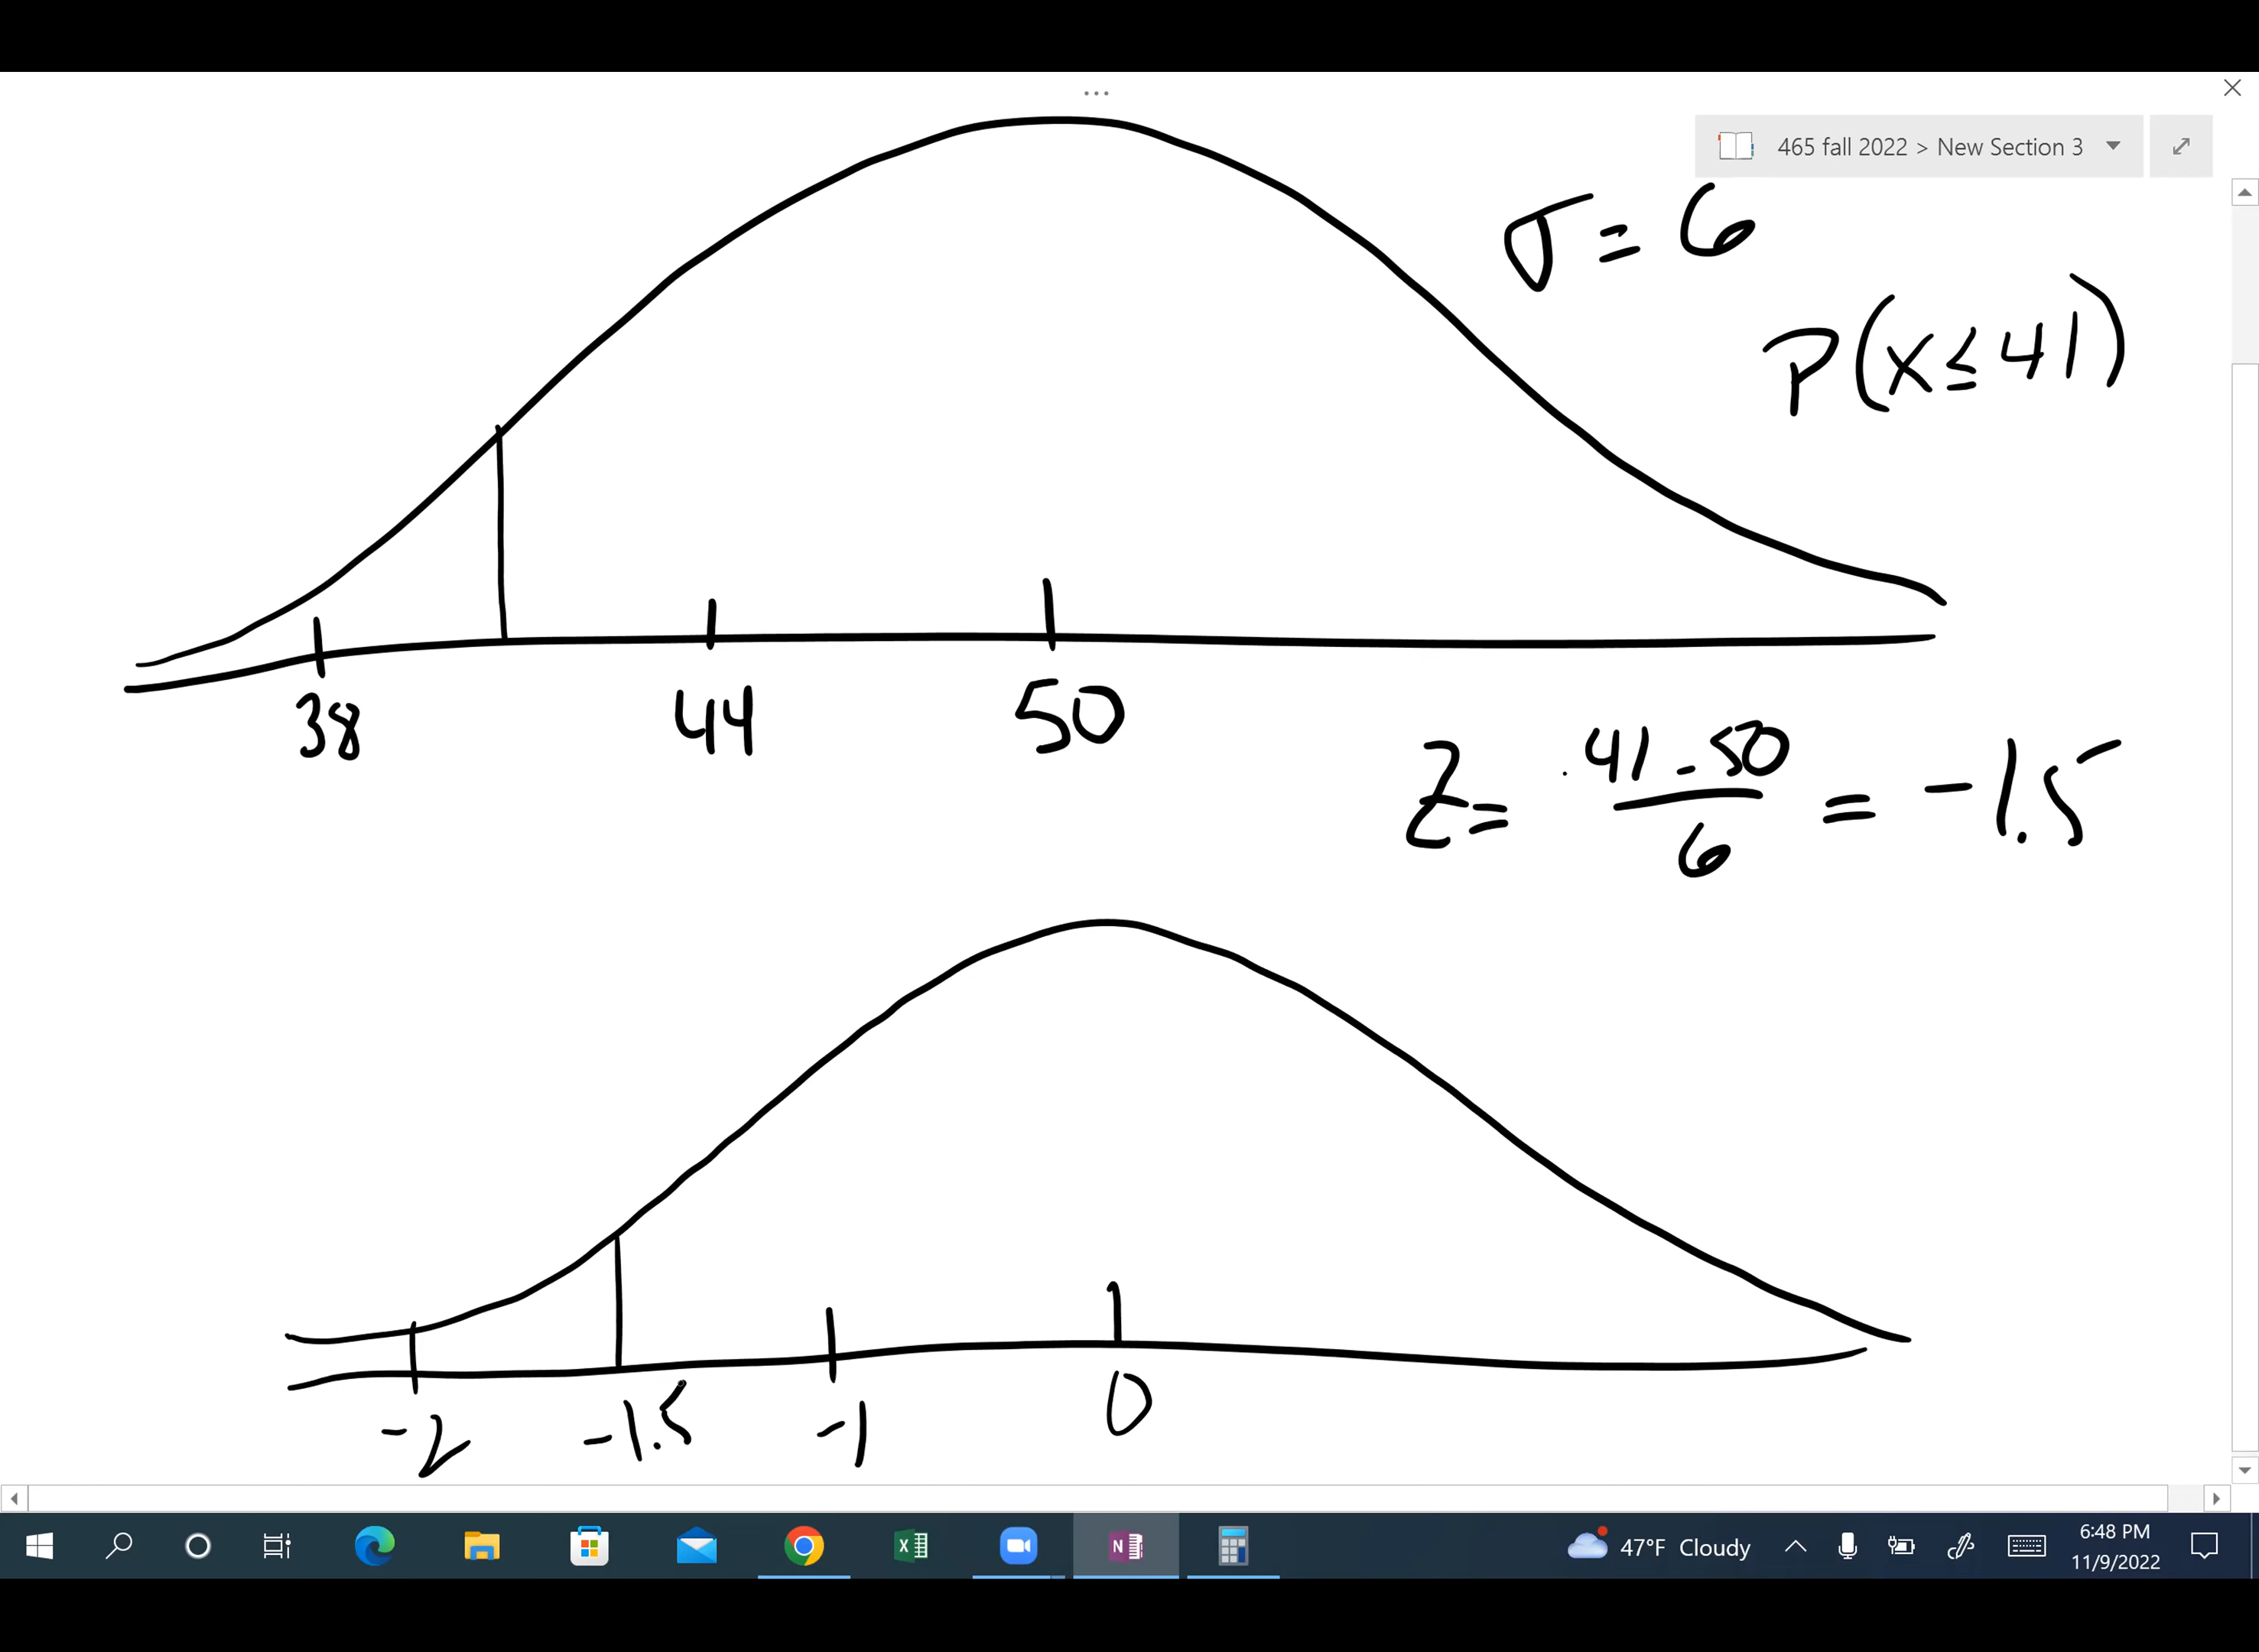 465 fall 2022 > New Section 3
σ = 6
P(x ≤ 41)
38 44 50
Z = 41 - 50 / 6 = -1.5
-2 -1.5 -1 0
47°F Cloudy
6:48 PM
11/9/2022